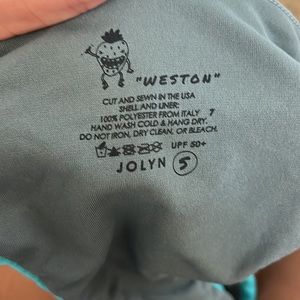 "WESTON"
CUT AND SEWN IN THE USA
SHELL AND LINER:
100% POLYESTER FROM ITALY 7
HAND WASH COLD & HANG DRY.
DO NOT IRON, DRY CLEAN, OR BLEACH.
UPF 50+
JOLYN 5